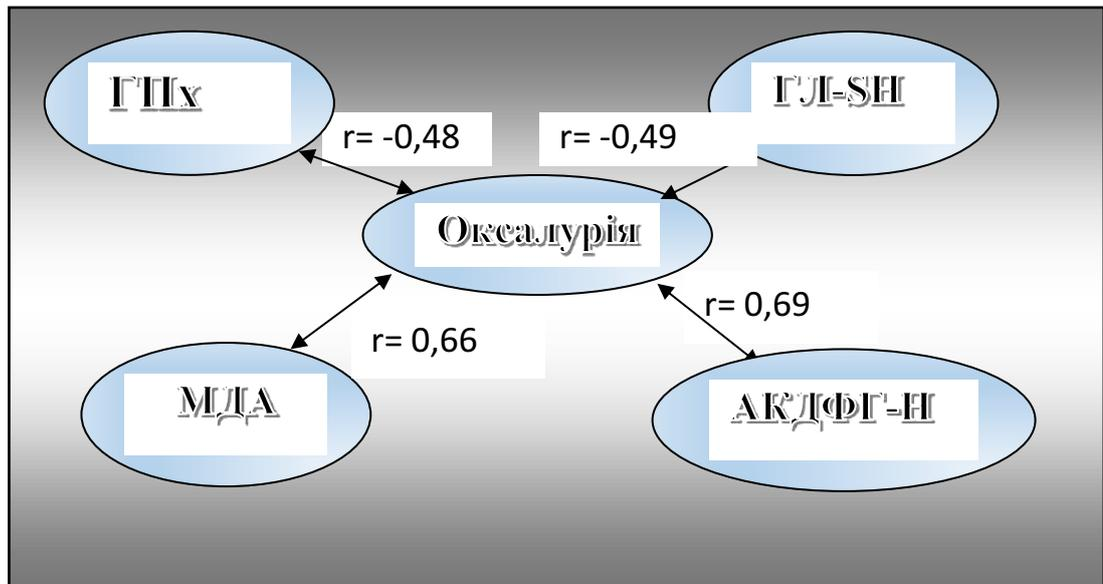 ГПх
ГЛ-SH
r= -0,48
r= -0,49
Оксалурія
r= 0,69
r= 0,66
МДА
АКДФГ-Н